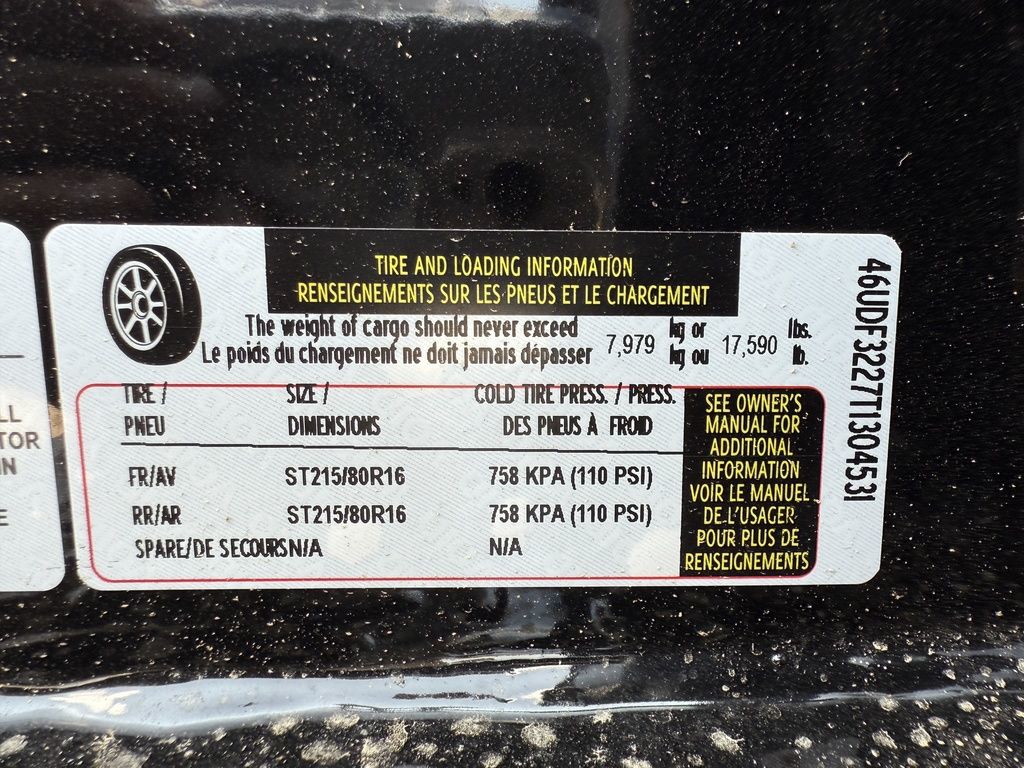 TIRE AND LOADING INFORMATION
RENSEIGNEMENTS SUR LES PNEUS ET LE CHARGEMENT
The weight of cargo should never exceed
Le poids du chargement ne doit jamais dépasser
7,979
kg or
kg ou
17,590
lbs.
lb.
TIRE / SIZE / COLD TIRE PRESS. / PRESS.
PNEU DIMENSIONS DES PNEUS À FROID
FR/AV ST215/80R16 758 KPA (110 PSI)
RR/AR ST215/80R16 758 KPA (110 PSI)
SPARE/DE SECOURS N/A N/A
SEE OWNER'S
MANUAL FOR
ADDITIONAL
INFORMATION
VOIR LE MANUEL
DE L'USAGER
POUR PLUS DE
RENSEIGNEMENTS
46UDF3227T1304531